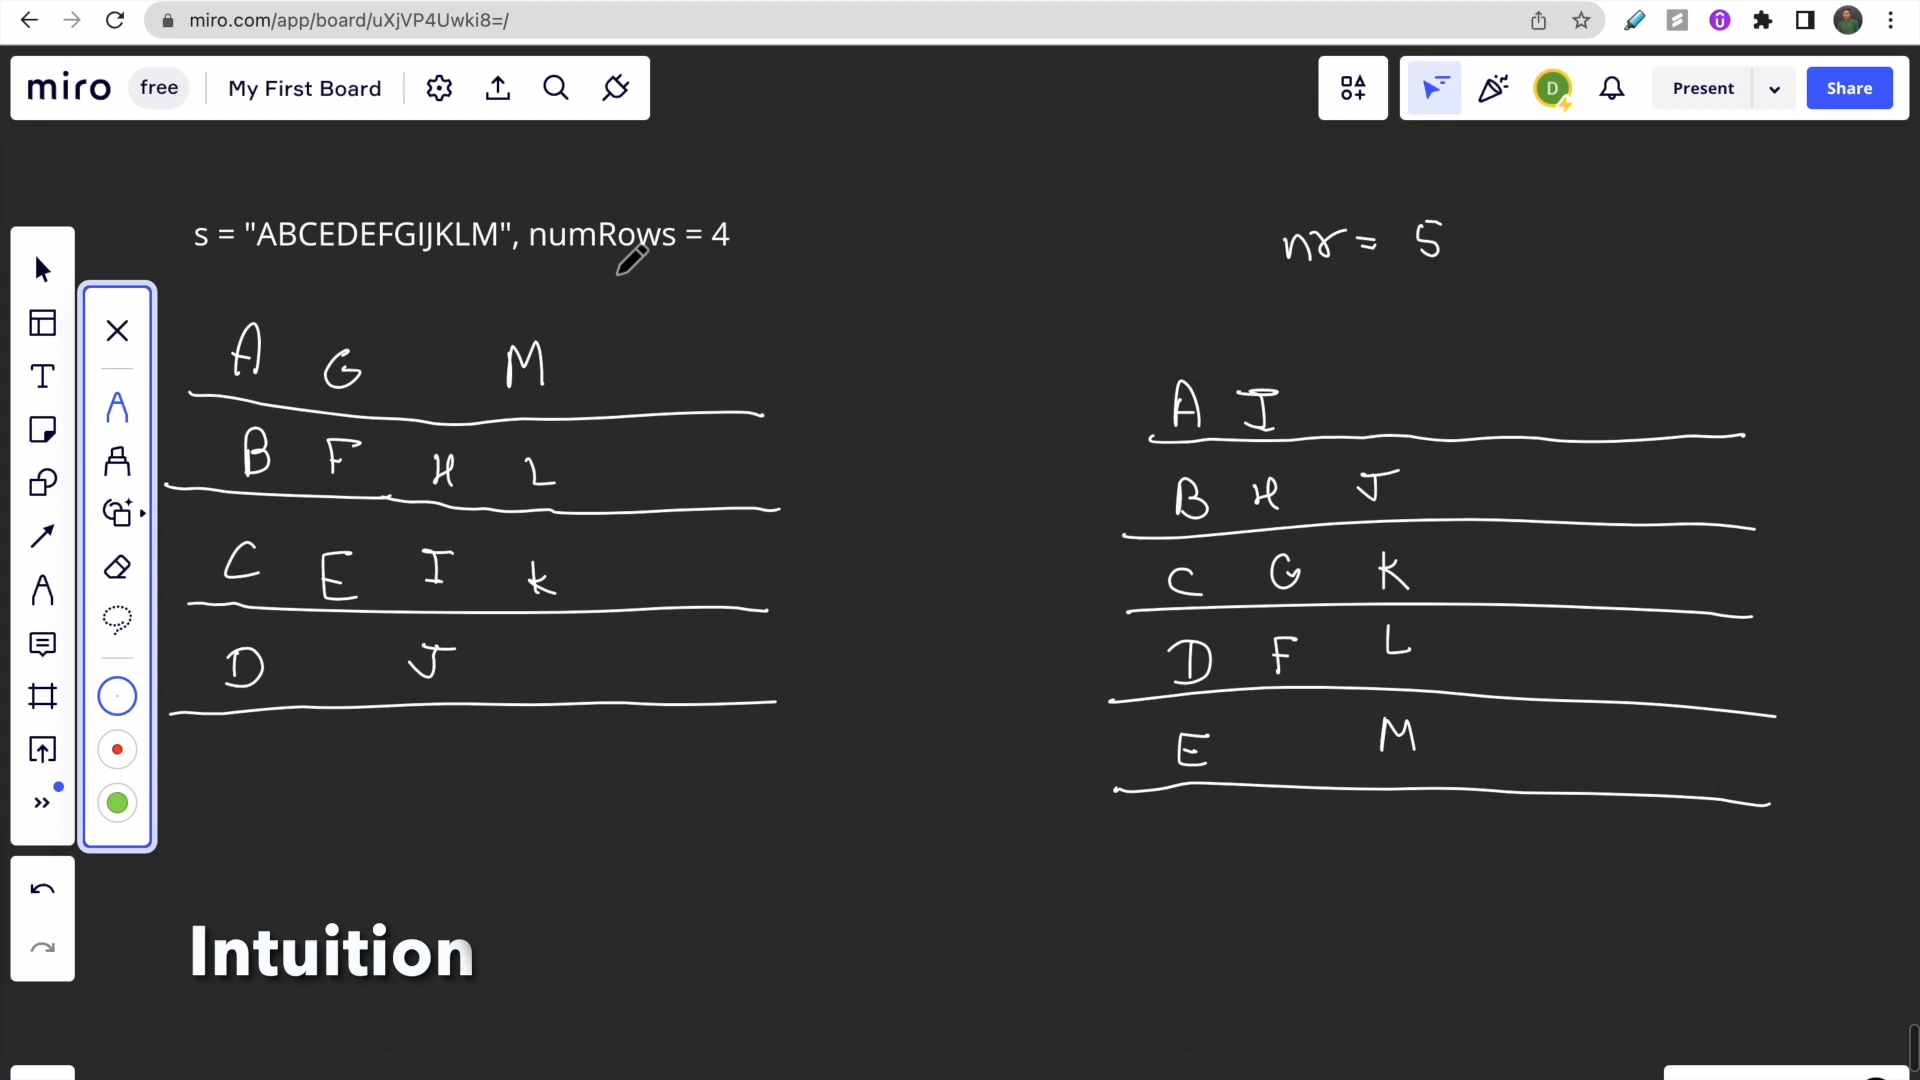 miro.com/app/board/uXjVP4Uwki8=/
miro free My First Board
D Present Share
s = "ABCEDEFGIJKLM", numRows = 4
nr = 5
A G M
B F H L
C E I K
D J
A I
B H J
C G K
D F L
E M
Intuition